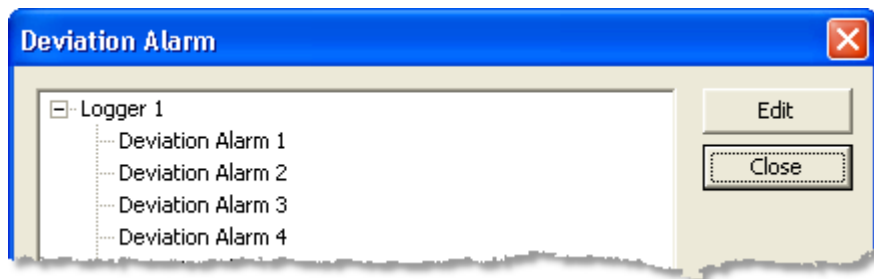 Deviation Alarm
Logger 1
Edit
Deviation Alarm 1
Close
Deviation Alarm 2
Deviation Alarm 3
Deviation Alarm 4